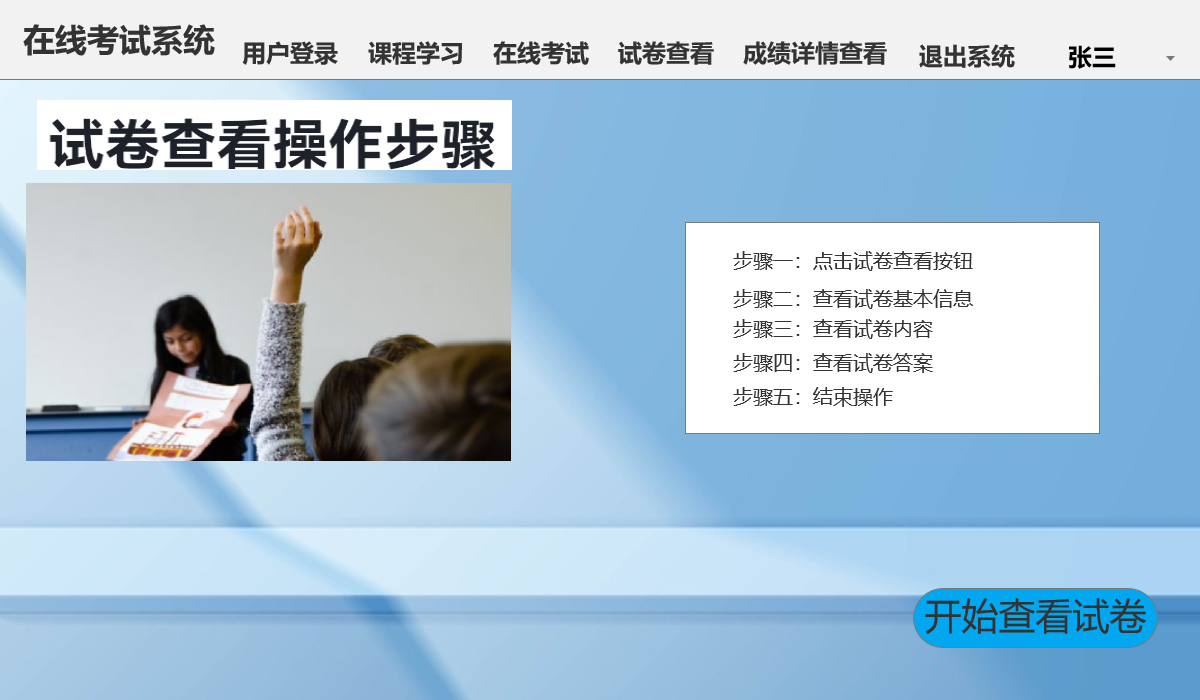 在线考试系统
用户登录
课程学习
在线考试
试卷查看
成绩详情查看
退出系统
张三
试卷查看操作步骤
步骤一：点击试卷查看按钮
步骤二：查看试卷基本信息
步骤三：查看试卷内容
步骤四：查看试卷答案
步骤五：结束操作
开始查看试卷